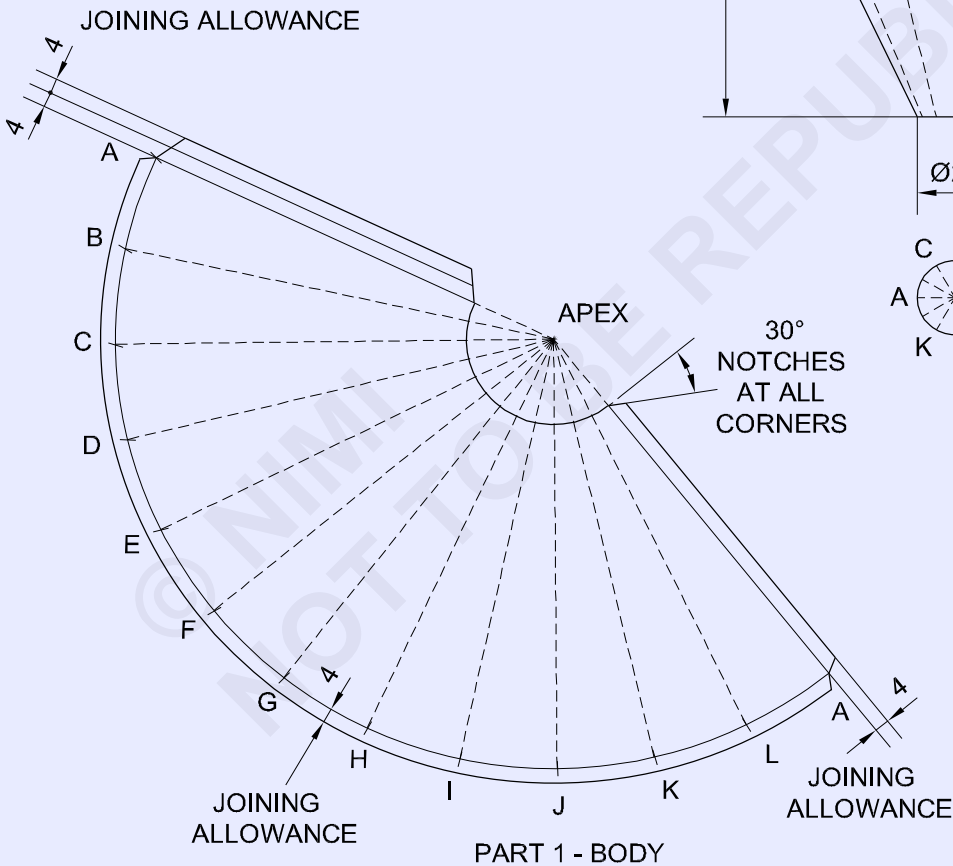 JOINING ALLOWANCE
4
4
A
B
C
D
E
F
G
H
I
J
K
L
A
APEX
30°
NOTCHES
AT ALL
CORNERS
C
A
K
4
JOINING
ALLOWANCE
4
JOINING
ALLOWANCE
PART 1 - BODY
© NIMI
NOT TO BE REPUBL